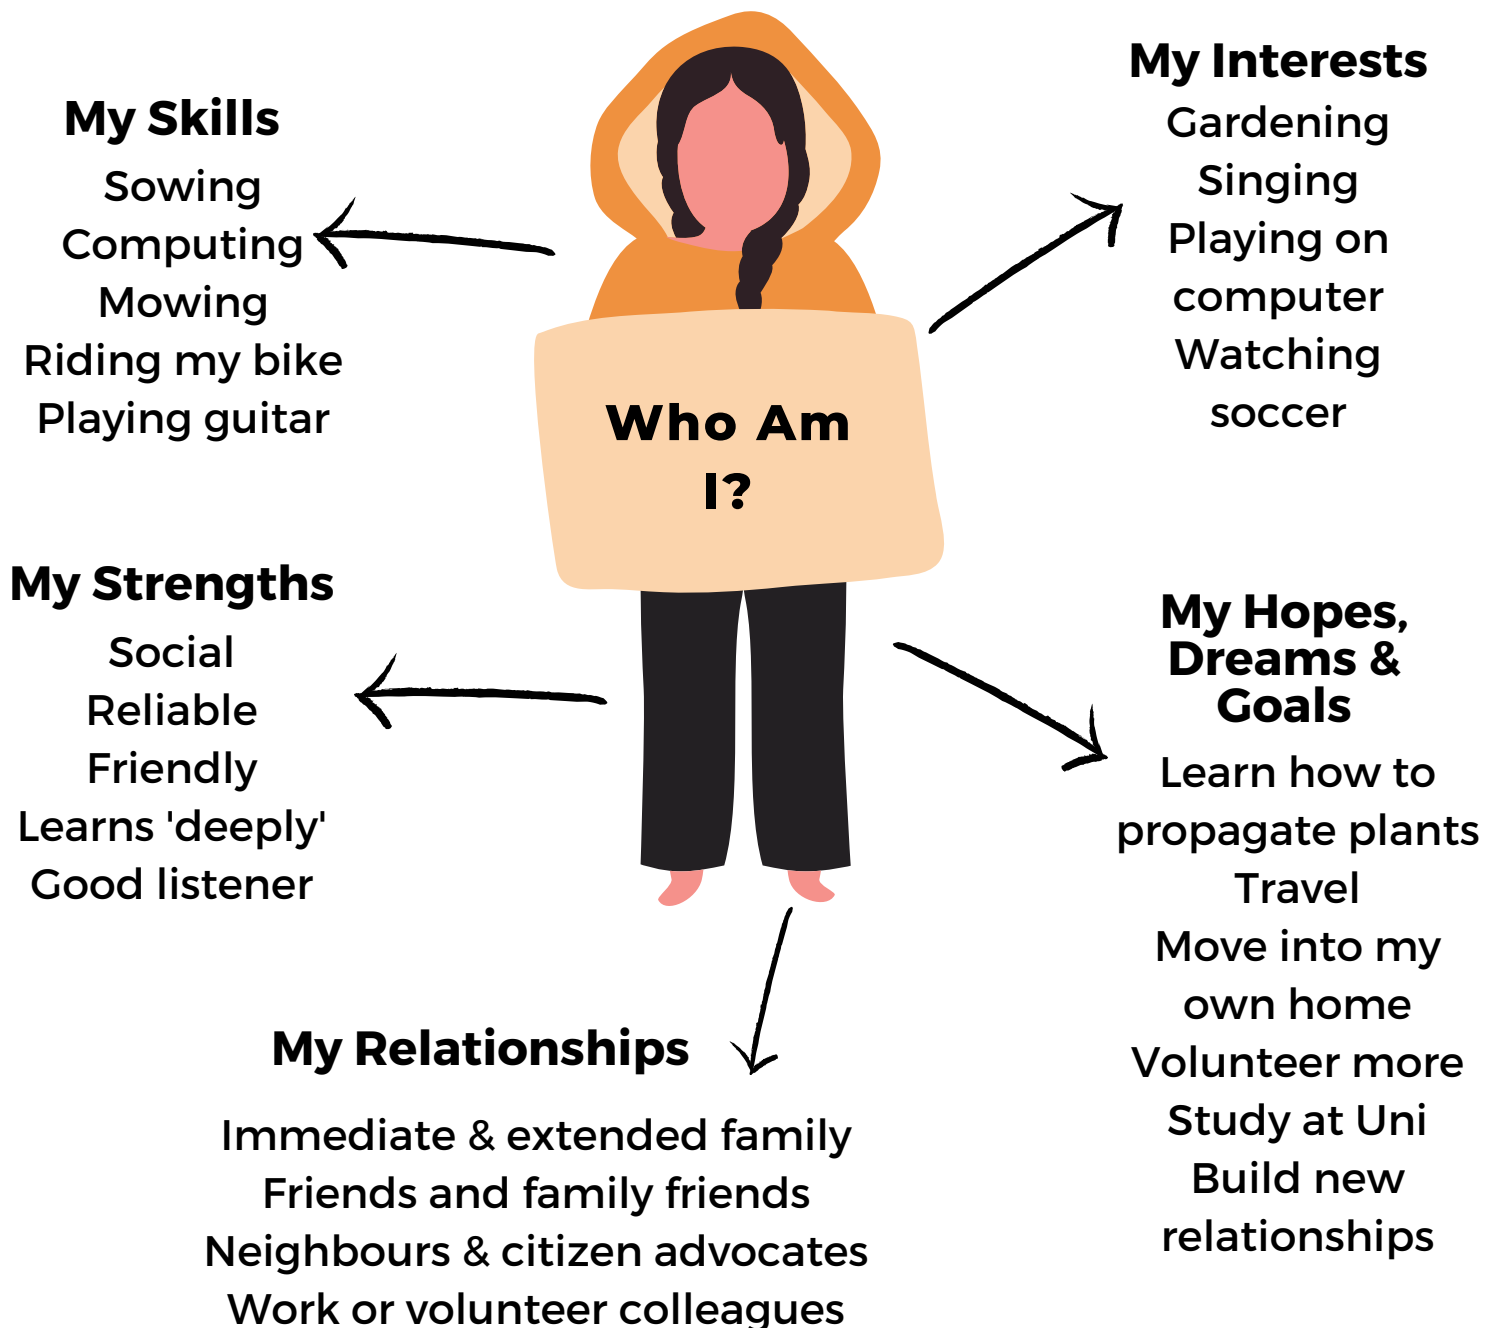 My Skills
Sowing
Computing
Mowing
Riding my bike
Playing guitar
My Interests
Gardening
Singing
Playing on
computer
Watching
soccer
Who Am
I?
My Strengths
Social
Reliable
Friendly
Learns 'deeply'
Good listener
My Hopes,
Dreams &
Goals
Learn how to
propagate plants
Travel
Move into my
own home
Volunteer more
Study at Uni
Build new
relationships
My Relationships
Immediate & extended family
Friends and family friends
Neighbours & citizen advocates
Work or volunteer colleagues